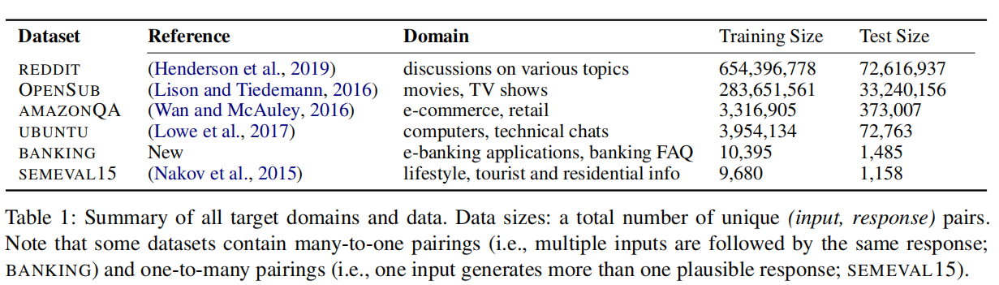 Dataset Reference Domain Training Size Test Size
REDDIT (Henderson et al., 2019) discussions on various topics 654,396,778 72,616,937
OPENSUB (Lison and Tiedemann, 2016) movies, TV shows 283,651,561 33,240,156
AMAZONQA (Wan and McAuley, 2016) e-commerce, retail 3,316,905 373,007
UBUNTU (Lowe et al., 2017) computers, technical chats 3,954,134 72,763
BANKING New e-banking applications, banking FAQ 10,395 1,485
SEMEVAL15 (Nakov et al., 2015) lifestyle, tourist and residential info 9,680 1,158
Table 1: Summary of all target domains and data. Data sizes: a total number of unique (input, response) pairs.
Note that some datasets contain many-to-one pairings (i.e., multiple inputs are followed by the same response;
BANKING) and one-to-many pairings (i.e., one input generates more than one plausible response; SEMEVAL15).